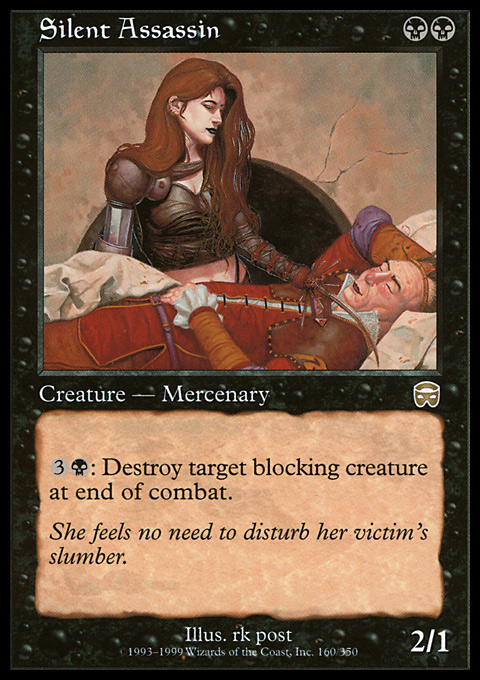 Silent Assassin
Creature — Mercenary
3: Destroy target blocking creature
at end of combat.
She feels no need to disturb her victim's
slumber.
Illus. rk post
©1993-1999 Wizards of the Coast, Inc. 160/350
2/1